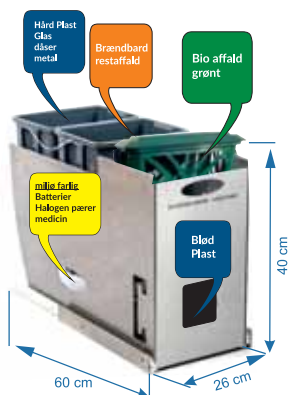 Hård Plast
Glas
dåser
metal
Brændbard
restaffald
Bio affald
grønt
miljø farlig
Batterier
Halogen pærer
medicin
Blød
Plast
40 cm
60 cm
26 cm